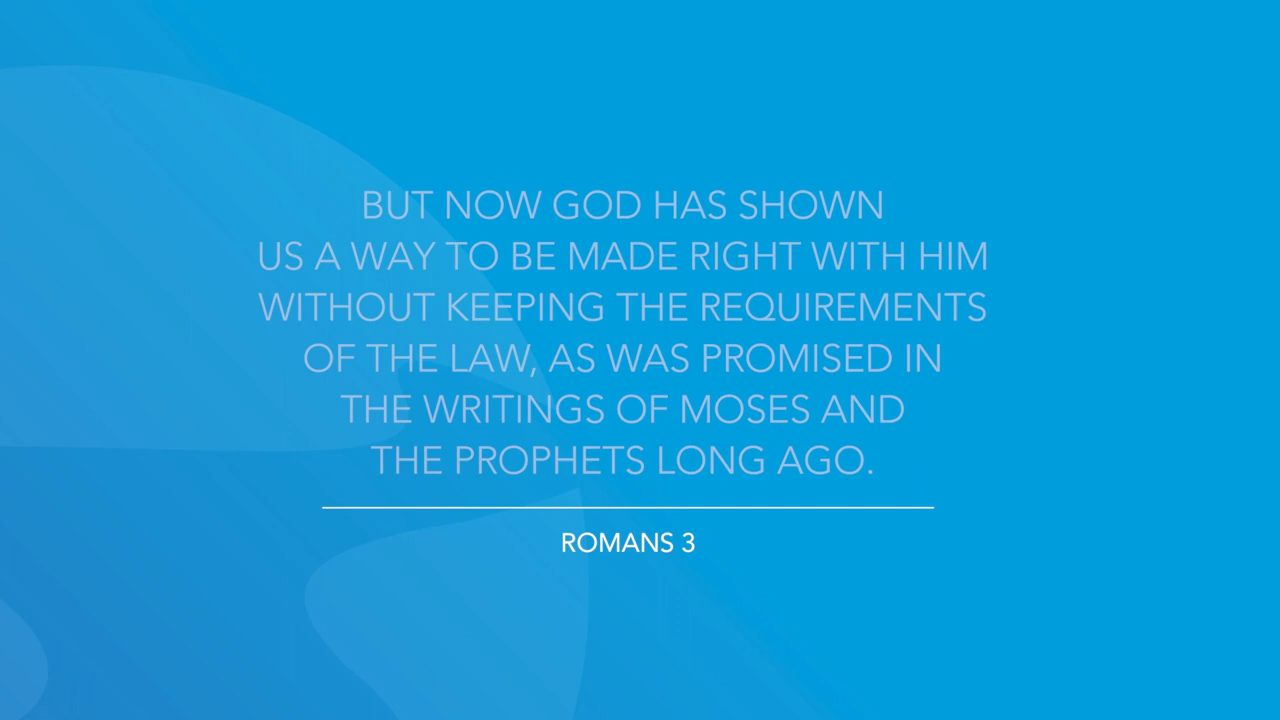 BUT NOW GOD HAS SHOWN
US A WAY TO BE MADE RIGHT WITH HIM
WITHOUT KEEPING THE REQUIREMENTS
OF THE LAW, AS WAS PROMISED IN
THE WRITINGS OF MOSES AND
THE PROPHETS LONG AGO.
ROMANS 3